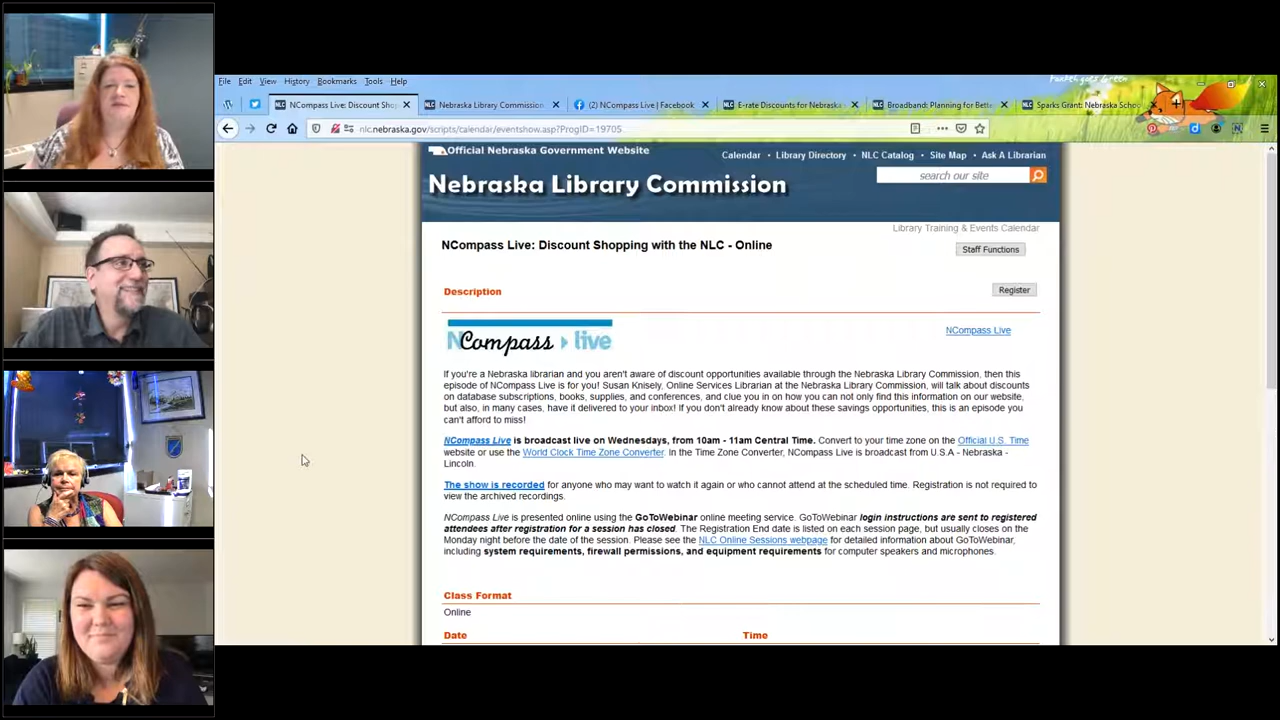 foxkeh goes Green
File Edit View History Bookmarks Tools Help
NCompass Live: Discount Shop
Nebraska Library Commission
(2) NCompass Live | Facebook
E-rate Discounts for Nebraska
Broadband: Planning for Bette
Sparks Grant: Nebraska Schoo
nlc.nebraska.gov/scripts/calendar/eventshow.asp?ProgID=19705
Official Nebraska Government Website
Calendar • Library Directory • NLC Catalog • Site Map • Ask A Librarian
Nebraska Library Commission
search our site
Library Training & Events Calendar
NCompass Live: Discount Shopping with the NLC - Online
Staff Functions
Description
Register
NCompass live
NCompass Live
If you're a Nebraska librarian and you aren't aware of discount opportunities available through the Nebraska Library Commission, then this
episode of NCompass Live is for you! Susan Knisely, Online Services Librarian at the Nebraska Library Commission, will talk about discounts
on database subscriptions, books, supplies, and conferences, and clue you in on how you can not only find this information on our website,
but also, in many cases, have it delivered to your inbox! If you don't already know about these savings opportunities, this is an episode you
can't afford to miss!
NCompass Live is broadcast live on Wednesdays, from 10am - 11am Central Time. Convert to your time zone on the Official U.S. Time
website or use the World Clock Time Zone Converter. In the Time Zone Converter, NCompass Live is broadcast from U.S.A - Nebraska -
Lincoln.
The show is recorded for anyone who may want to watch it again or who cannot attend at the scheduled time. Registration is not required to
view the archived recordings.
NCompass Live is presented online using the GoToWebinar online meeting service. GoToWebinar login instructions are sent to registered
attendees after registration for a session has closed. The Registration End date is listed on each session page, but usually closes on the
Monday night before the date of the session. Please see the NLC Online Sessions webpage for detailed information about GoToWebinar,
including system requirements, firewall permissions, and equipment requirements for computer speakers and microphones.
Class Format
Online
Date
Time